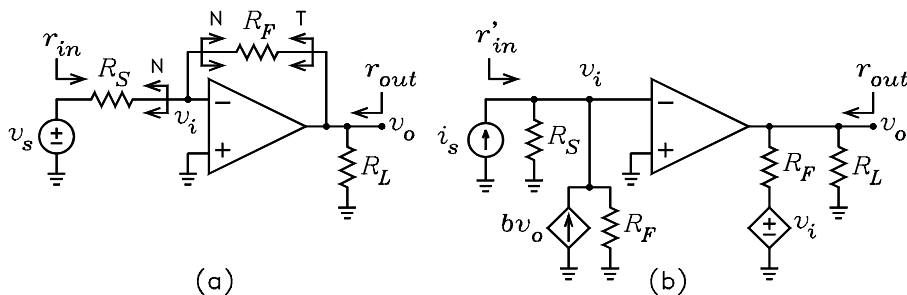 N R_F T
r_in
R_S N
r_out
v_i
−
+
v_s
± 
v_o
R_L
(a)
r'_in
v_i
r_out
−
+
i_s
R_S
v_o
R_F R_L
bv_o R_F
± v_i
(b)